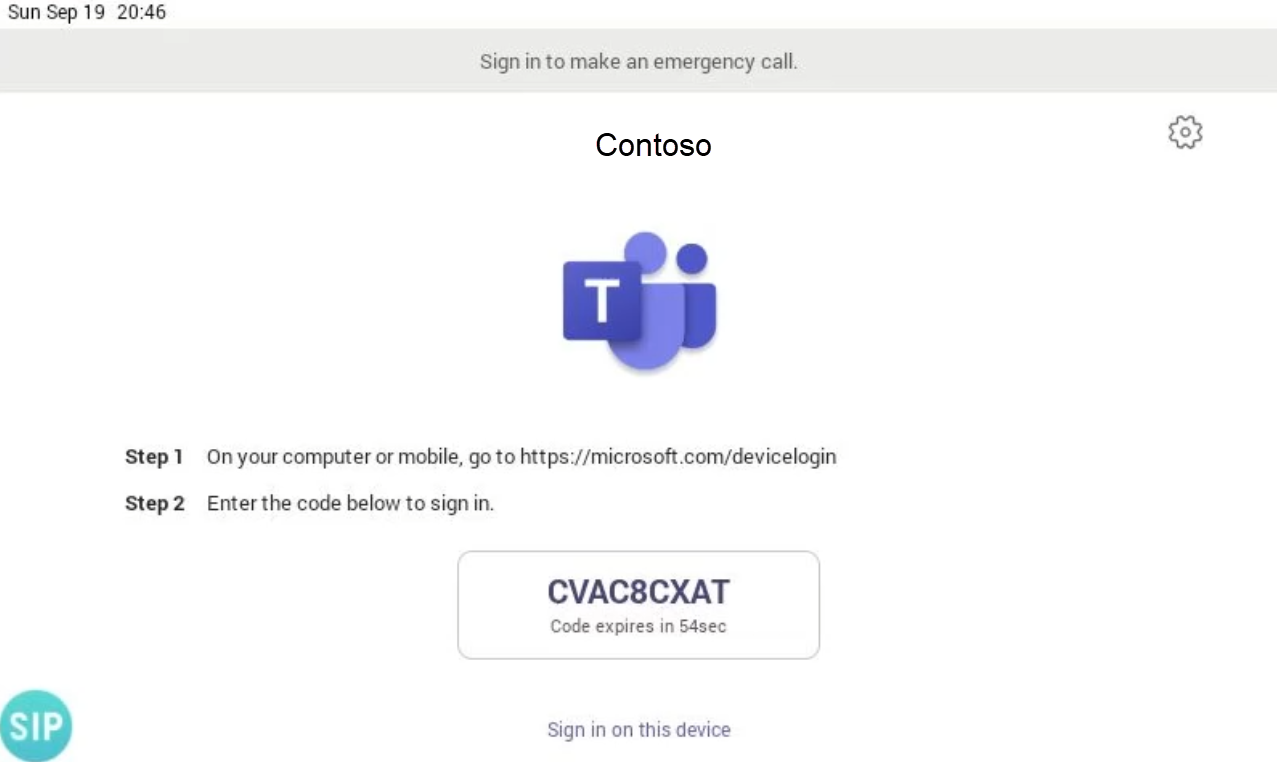 Sun Sep 19 20:46
Sign in to make an emergency call.
Contoso
T
Step 1 On your computer or mobile, go to https://microsoft.com/devicelogin
Step 2 Enter the code below to sign in.
CVAC8CXAT
Code expires in 54sec
SIP
Sign in on this device